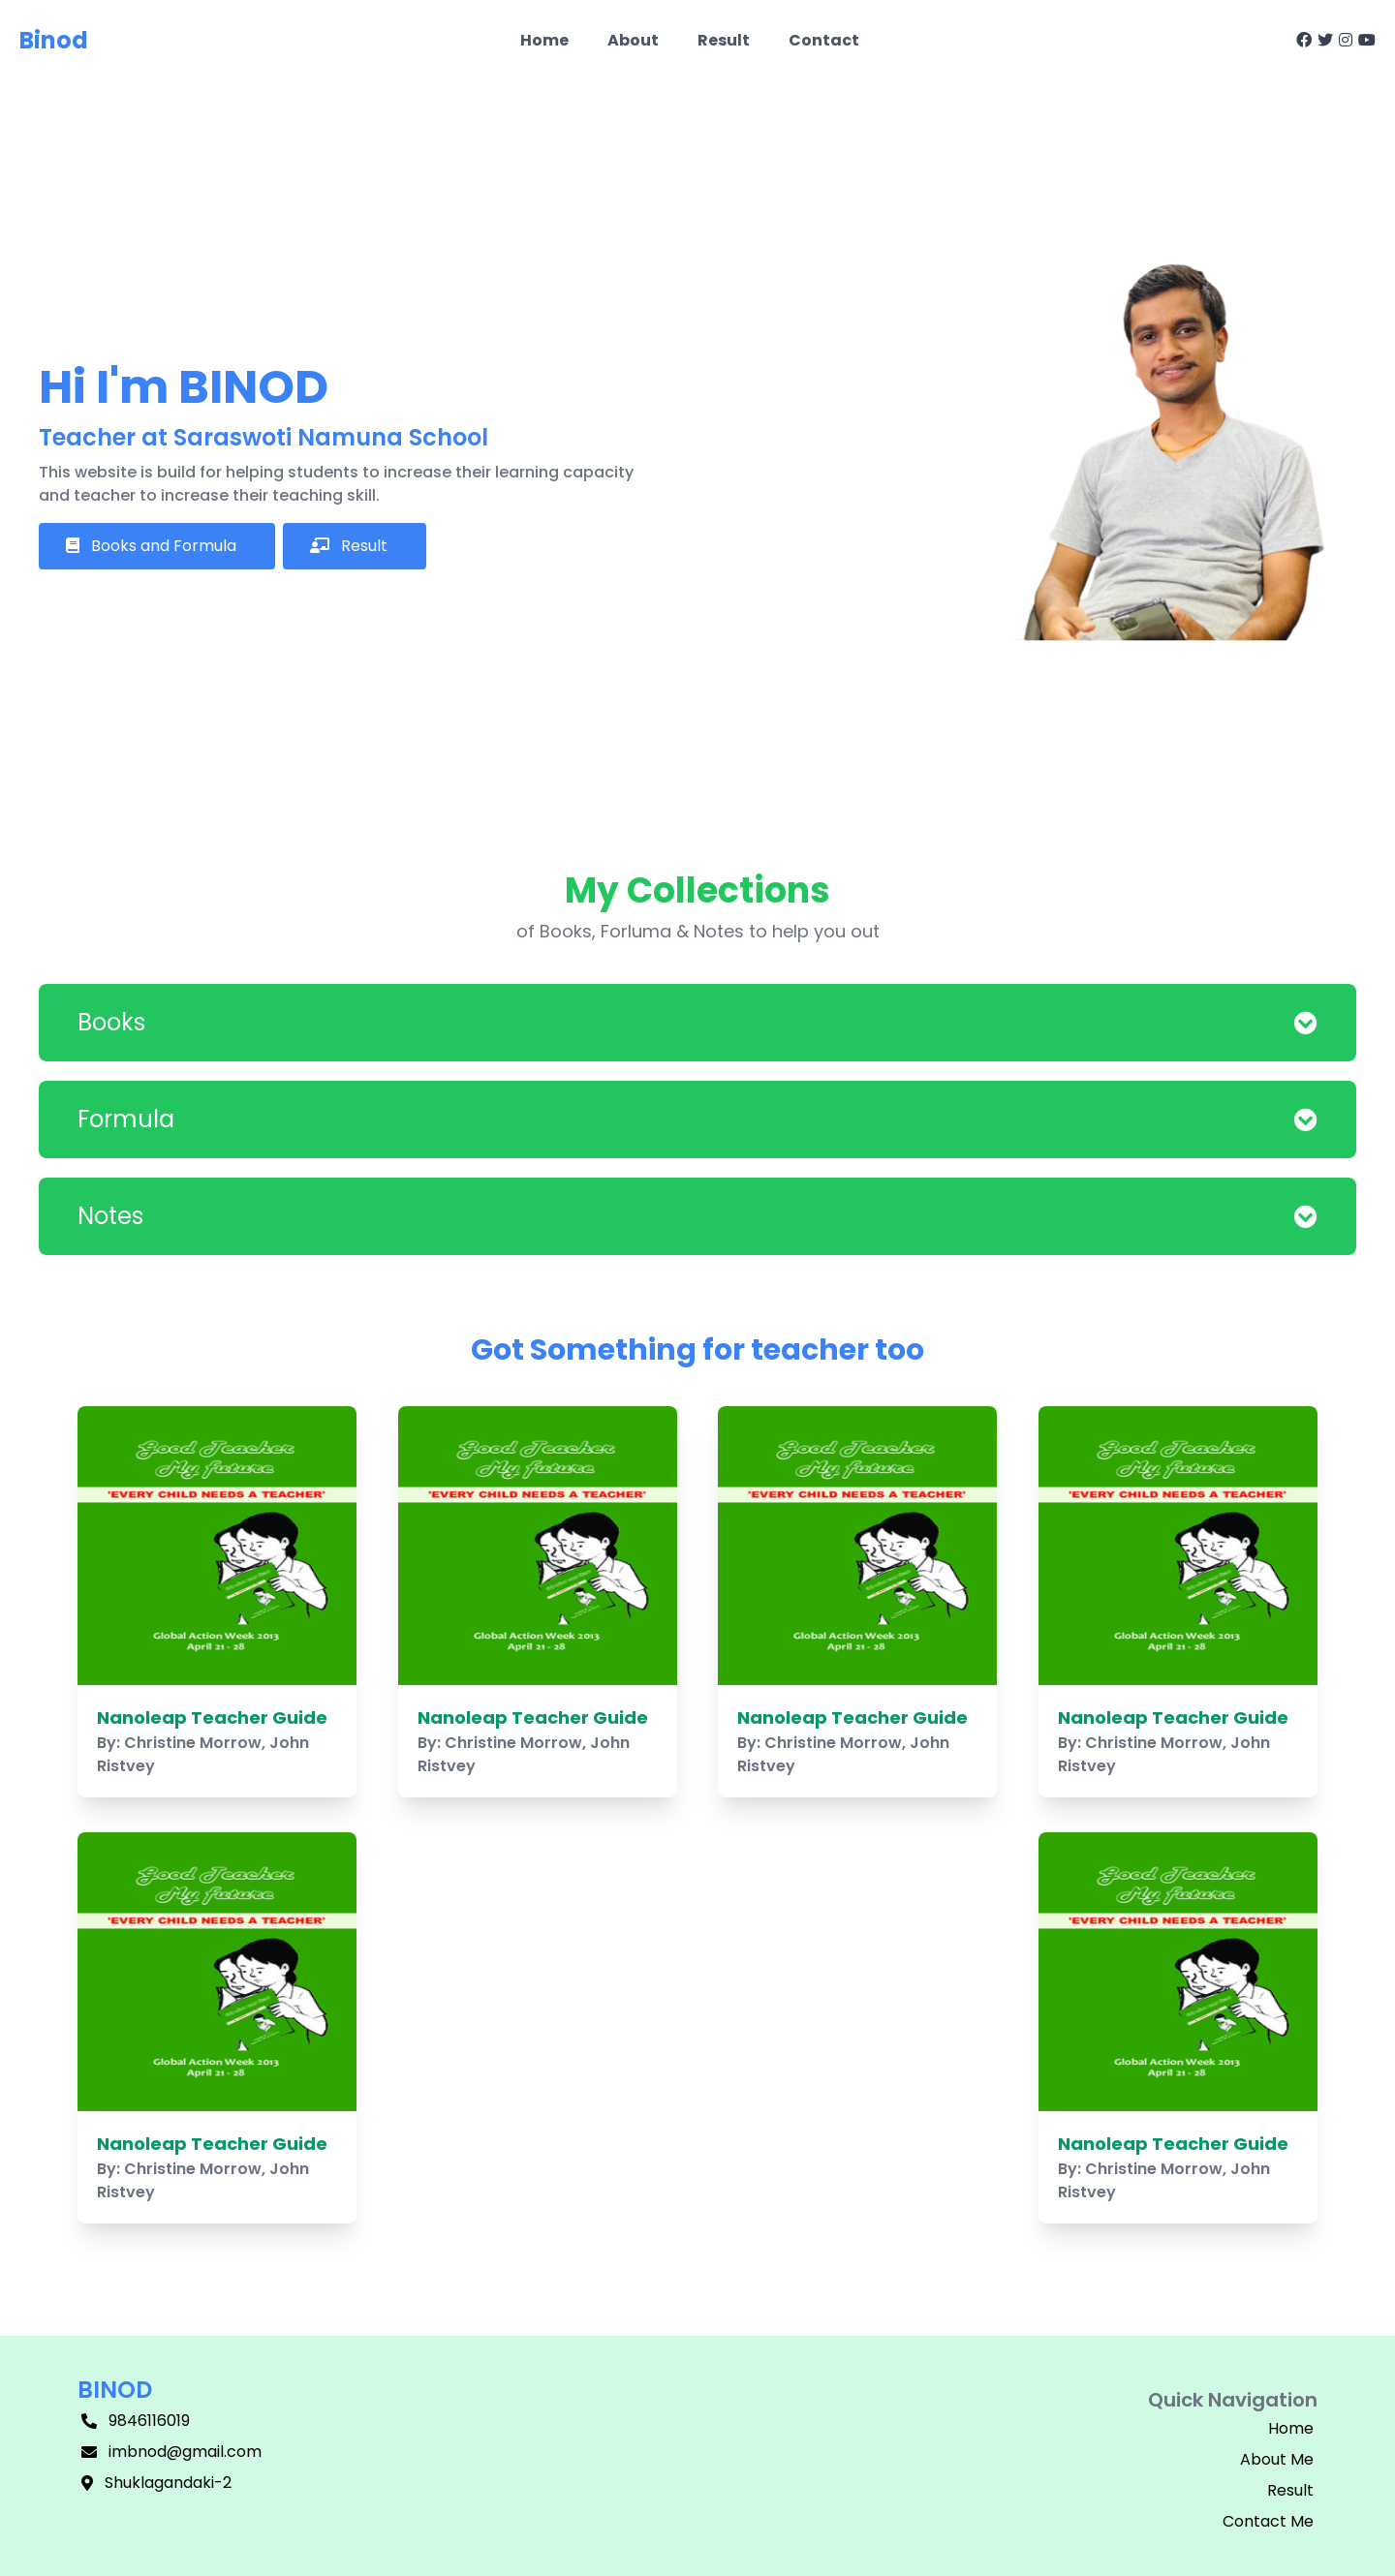 Binod
Home About Result Contact
Hi I'm BINOD
Teacher at Saraswoti Namuna School
This website is build for helping students to increase their learning capacity
and teacher to increase their teaching skill.
Books and Formula Result
My Collections
of Books, Forluma & Notes to help you out
Books
Formula
Notes
Got Something for teacher too
Good Teacher
My future
"EVERY CHILD NEEDS A TEACHER"
Global Action Week 2013
April 21 - 28
Nanoleap Teacher Guide
By: Christine Morrow, John
Ristvey
Good Teacher
My future
"EVERY CHILD NEEDS A TEACHER"
Global Action Week 2013
April 21 - 28
Nanoleap Teacher Guide
By: Christine Morrow, John
Ristvey
Good Teacher
My future
"EVERY CHILD NEEDS A TEACHER"
Global Action Week 2013
April 21 - 28
Nanoleap Teacher Guide
By: Christine Morrow, John
Ristvey
Good Teacher
My future
"EVERY CHILD NEEDS A TEACHER"
Global Action Week 2013
April 21 - 28
Nanoleap Teacher Guide
By: Christine Morrow, John
Ristvey
Good Teacher
My future
"EVERY CHILD NEEDS A TEACHER"
Global Action Week 2013
April 21 - 28
Nanoleap Teacher Guide
By: Christine Morrow, John
Ristvey
Good Teacher
My future
"EVERY CHILD NEEDS A TEACHER"
Global Action Week 2013
April 21 - 28
Nanoleap Teacher Guide
By: Christine Morrow, John
Ristvey
BINOD
9846116019
imbnod@gmail.com
Shuklagandaki-2
Quick Navigation
Home
About Me
Result
Contact Me